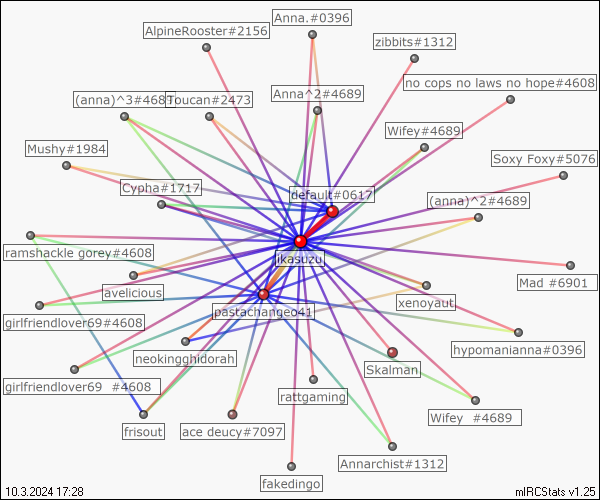 Anna.#0396
AlpineRooster#2156
zibbits#1312
no cops no laws no hope#4608
(anna)^3#4689
Toucan#2473
Anna^2#4689
Wifey#4689
Mushy#1984
Soxy Foxy#5076
Cypha#1717
default#0617
(anna)^2#4689
ramshackle gorey#4608
ikasuzu
Mad #6901
avelicious
xenoyaut
girlfriendlover69#4608
pastachangeo41
hypomanianna#0396
neokingghidorah
Skalman
girlfriendlover69 #4608
rattgaming
Wifey #4689
frisout
ace deucy#7097
Annarchist#1312
fakedingo
10.3.2024 17:28
mIRCStats v1.25